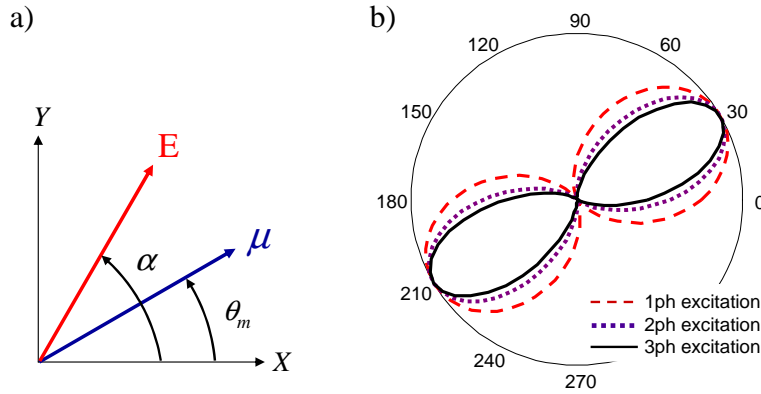 a)
Y
E
α
μ
θm
X
b)
90
120
60
150
30
180
0
210
240
270
1ph excitation
2ph excitation
3ph excitation